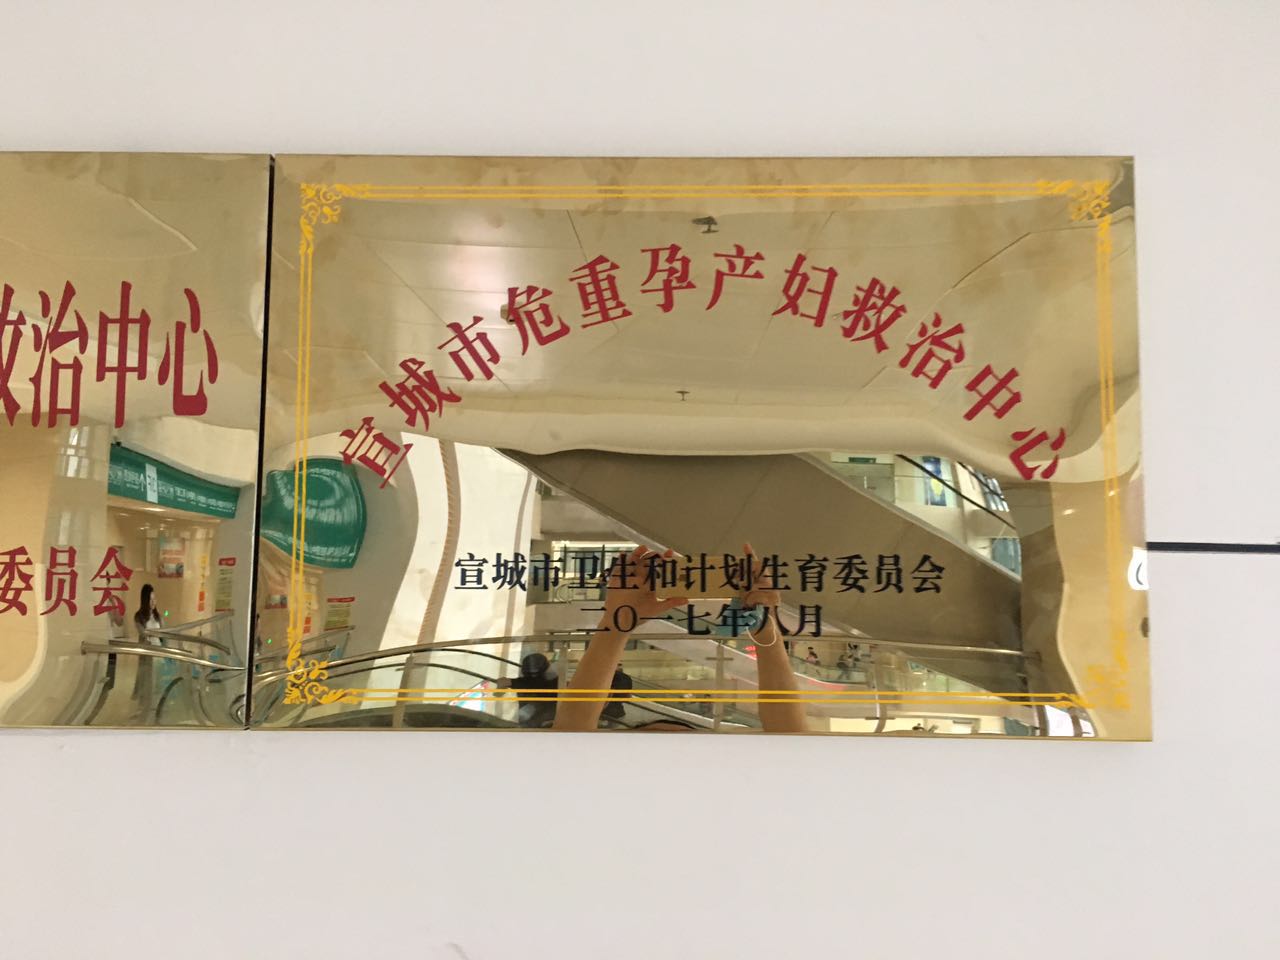 救治中心
委员会
宣城市危重孕产妇救治中心
宣城市卫生和计划生育委员会
二〇一七年八月